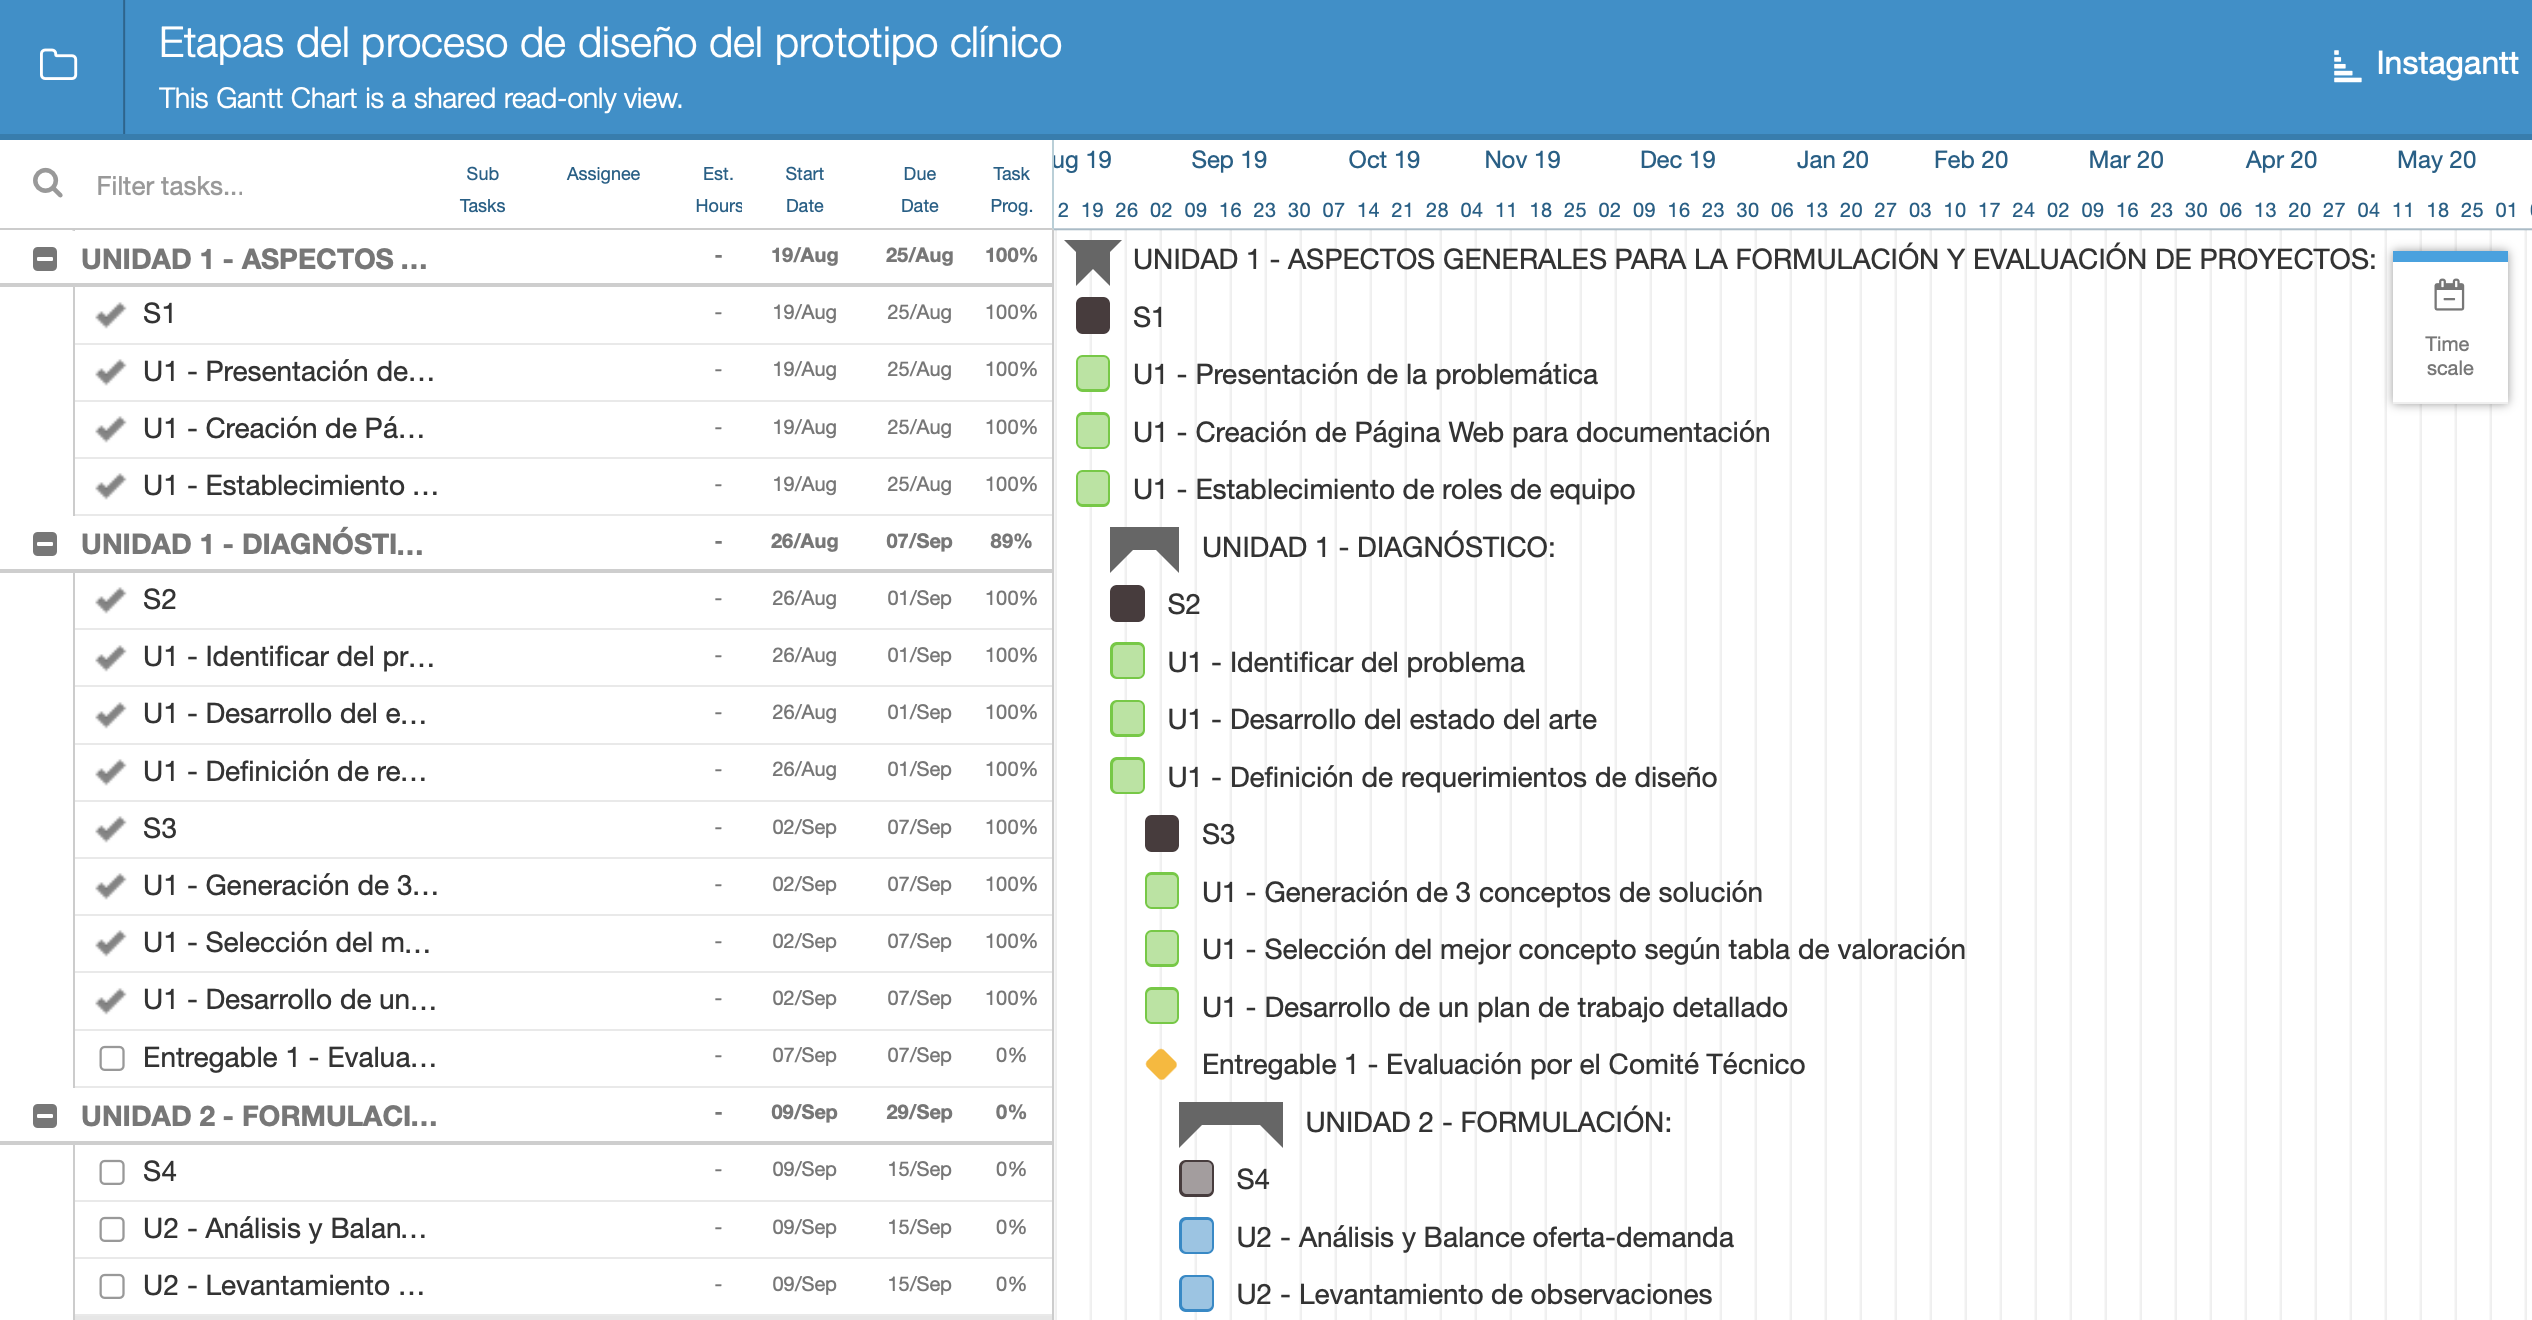 Etapas del proceso de diseño del prototipo clínico
This Gantt Chart is a shared read-only view.
Instagantt
Filter tasks...
Sub Tasks
Assignee
Est. Hours
Start Date
Due Date
Task Prog.
ug 19 Sep 19 Oct 19 Nov 19 Dec 19 Jan 20 Feb 20 Mar 20 Apr 20 May 20
2 19 26 02 09 16 23 30 07 14 21 28 04 11 18 25 02 09 16 23 30 06 13 20 27 03 10 17 24 02 09 16 23 30 06 13 20 27 04 11 18 25 01
UNIDAD 1 - ASPECTOS ... - 19/Aug 25/Aug 100% UNIDAD 1 - ASPECTOS GENERALES PARA LA FORMULACIÓN Y EVALUACIÓN DE PROYECTOS:
Time
scale
S1 - 19/Aug 25/Aug 100% S1
U1 - Presentación de... - 19/Aug 25/Aug 100% U1 - Presentación de la problemática
U1 - Creación de Pá... - 19/Aug 25/Aug 100% U1 - Creación de Página Web para documentación
U1 - Establecimiento ... - 19/Aug 25/Aug 100% U1 - Establecimiento de roles de equipo
UNIDAD 1 - DIAGNÓSTI... - 26/Aug 07/Sep 89% UNIDAD 1 - DIAGNÓSTICO:
S2 - 26/Aug 01/Sep 100% S2
U1 - Identificar del pr... - 26/Aug 01/Sep 100% U1 - Identificar del problema
U1 - Desarrollo del e... - 26/Aug 01/Sep 100% U1 - Desarrollo del estado del arte
U1 - Definición de re... - 26/Aug 01/Sep 100% U1 - Definición de requerimientos de diseño
S3 - 02/Sep 07/Sep 100% S3
U1 - Generación de 3... - 02/Sep 07/Sep 100% U1 - Generación de 3 conceptos de solución
U1 - Selección del m... - 02/Sep 07/Sep 100% U1 - Selección del mejor concepto según tabla de valoración
U1 - Desarrollo de un... - 02/Sep 07/Sep 100% U1 - Desarrollo de un plan de trabajo detallado
Entregable 1 - Evalua... - 07/Sep 07/Sep 0% Entregable 1 - Evaluación por el Comité Técnico
UNIDAD 2 - FORMULACI... - 09/Sep 29/Sep 0% UNIDAD 2 - FORMULACIÓN:
S4 - 09/Sep 15/Sep 0% S4
U2 - Análisis y Balan... - 09/Sep 15/Sep 0% U2 - Análisis y Balance oferta-demanda
U2 - Levantamiento ... - 09/Sep 15/Sep 0% U2 - Levantamiento de observaciones